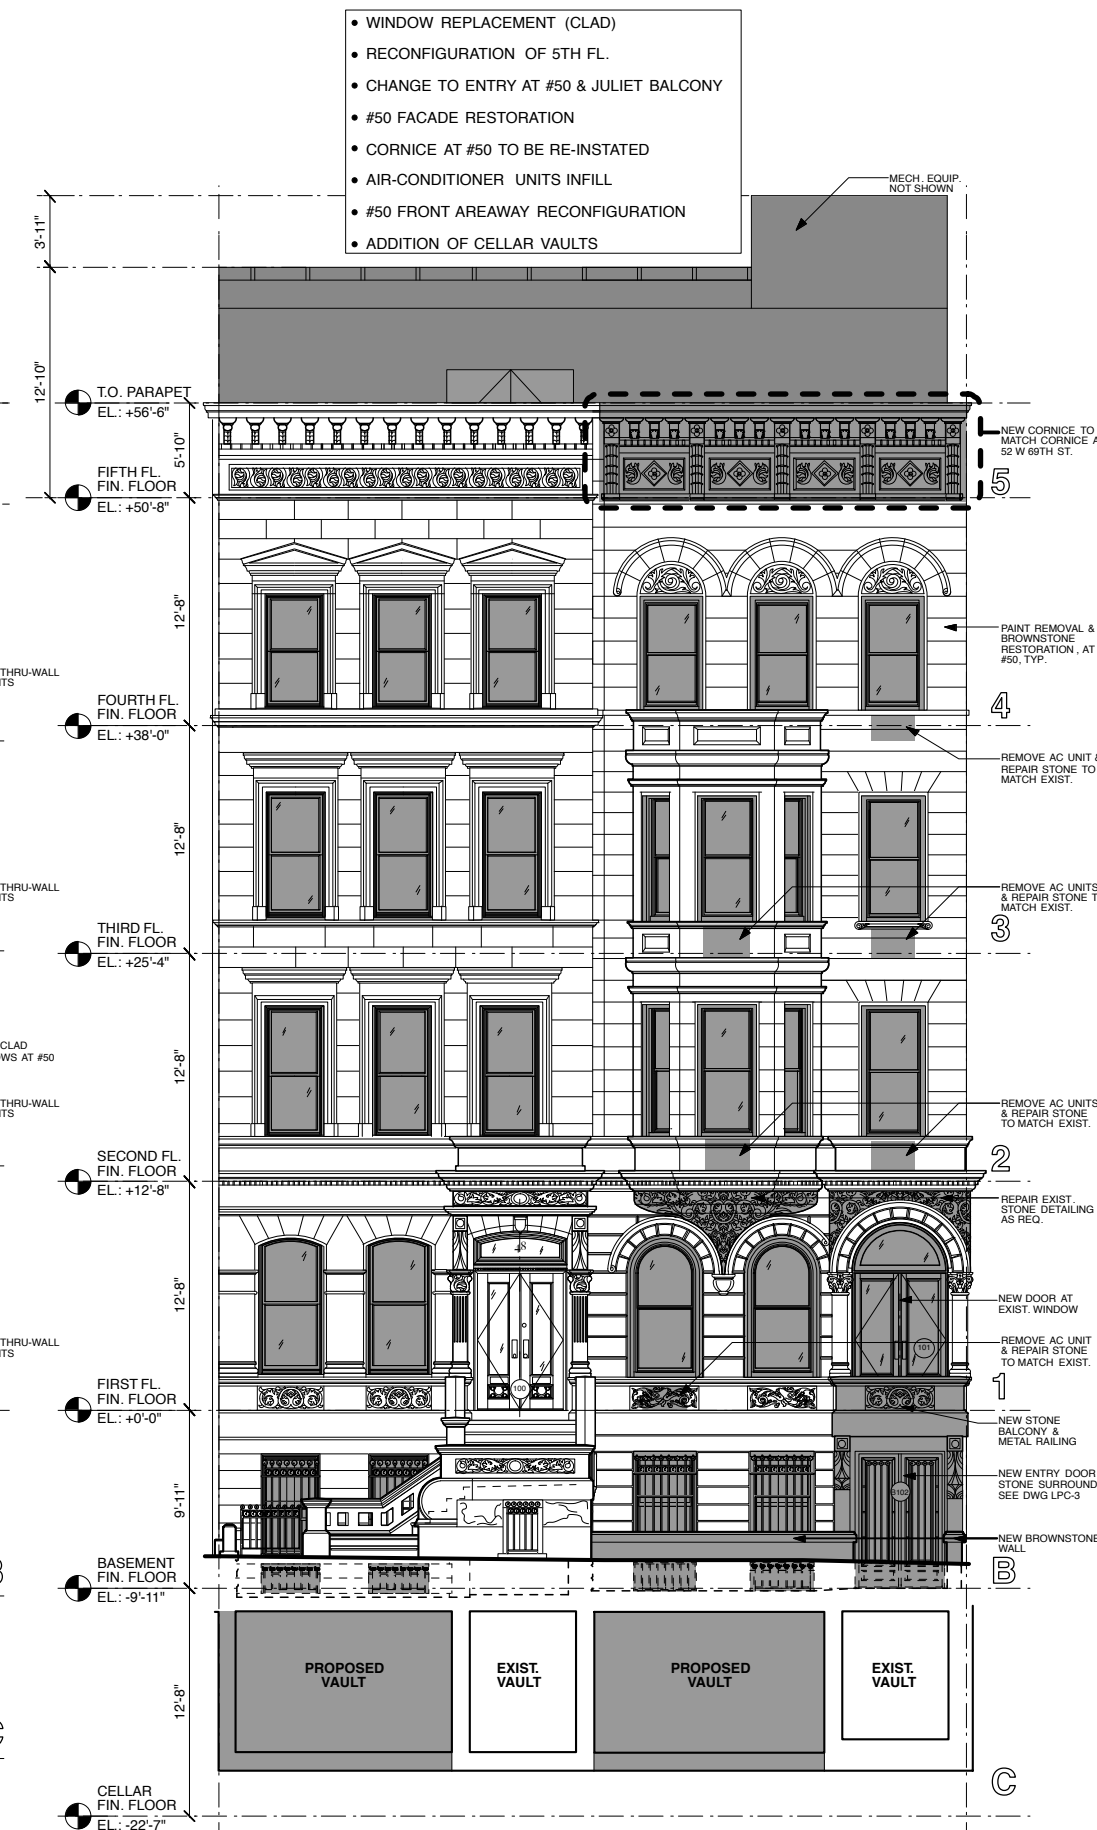 • WINDOW REPLACEMENT (CLAD)
• RECONFIGURATION OF 5TH FL.
• CHANGE TO ENTRY AT #50 & JULIET BALCONY
• #50 FACADE RESTORATION
• CORNICE AT #50 TO BE RE-INSTATED
• AIR-CONDITIONER UNITS INFILL
• #50 FRONT AREAWAY RECONFIGURATION
• ADDITION OF CELLAR VAULTS
MECH. EQUIP.
NOT SHOWN
3'-11"
12'-10"
T.O. PARAPET
EL.: +56'-6"
5'-10"
FIFTH FL.
FIN. FLOOR
EL.: +50'-8"
NEW CORNICE TO
MATCH CORNICE A
52 W 69TH ST.
5
12'-8"
PAINT REMOVAL &
BROWNSTONE
RESTORATION, AT
#50, TYP.
THRU-WALL
ITS
FOURTH FL.
FIN. FLOOR
EL.: +38'-0"
4
REMOVE AC UNIT &
REPAIR STONE TO
MATCH EXIST.
12'-8"
THRU-WALL
ITS
REMOVE AC UNITS
& REPAIR STONE T
MATCH EXIST.
THIRD FL.
FIN. FLOOR
EL.: +25'-4"
3
CLAD
OWS AT #50
12'-8"
THRU-WALL
ITS
REMOVE AC UNITS
& REPAIR STONE
TO MATCH EXIST.
SECOND FL.
FIN. FLOOR
EL.: +12'-8"
2
REPAIR EXIST.
STONE DETAILING
AS REQ.
48
12'-8"
NEW DOOR AT
EXIST. WINDOW
THRU-WALL
ITS
REMOVE AC UNIT
& REPAIR STONE
TO MATCH EXIST.
101
100
FIRST FL.
FIN. FLOOR
EL.: +0'-0"
1
NEW STONE
BALCONY &
METAL RAILING
9'-11"
NEW ENTRY DOOR
STONE SURROUND
SEE DWG LPC-3
B102
NEW BROWNSTONE
WALL
BASEMENT
FIN. FLOOR
EL.: -9'-11"
B
PROPOSED
VAULT
EXIST.
VAULT
PROPOSED
VAULT
EXIST.
VAULT
12'-8"
CELLAR
FIN. FLOOR
EL.: -22'-7"
C